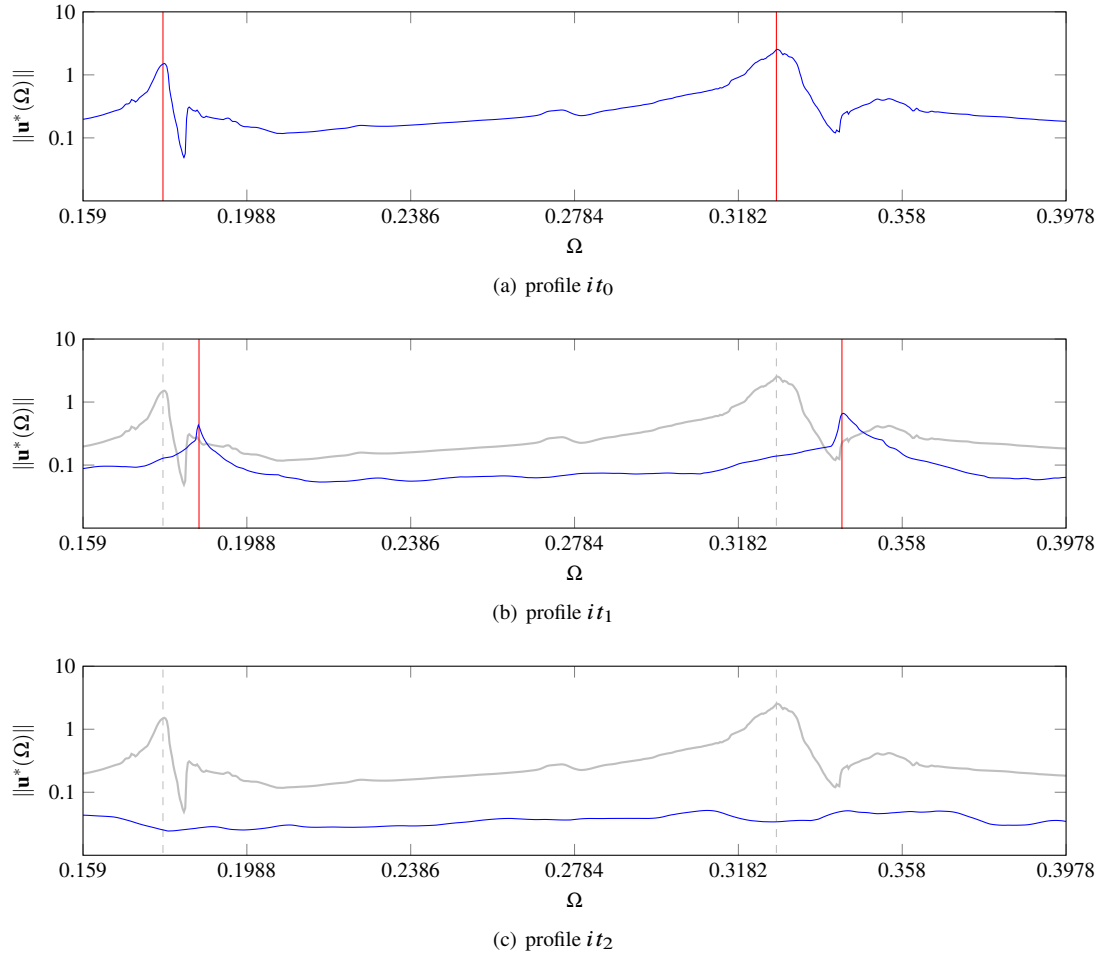 10
1
0.1
‖u*(Ω)‖
0.159 0.1988 0.2386 0.2784 0.3182 0.358 0.3978
Ω
(a) profile it₀
10
1
0.1
‖u*(Ω)‖
0.159 0.1988 0.2386 0.2784 0.3182 0.358 0.3978
Ω
(b) profile it₁
10
1
0.1
‖u*(Ω)‖
0.159 0.1988 0.2386 0.2784 0.3182 0.358 0.3978
Ω
(c) profile it₂